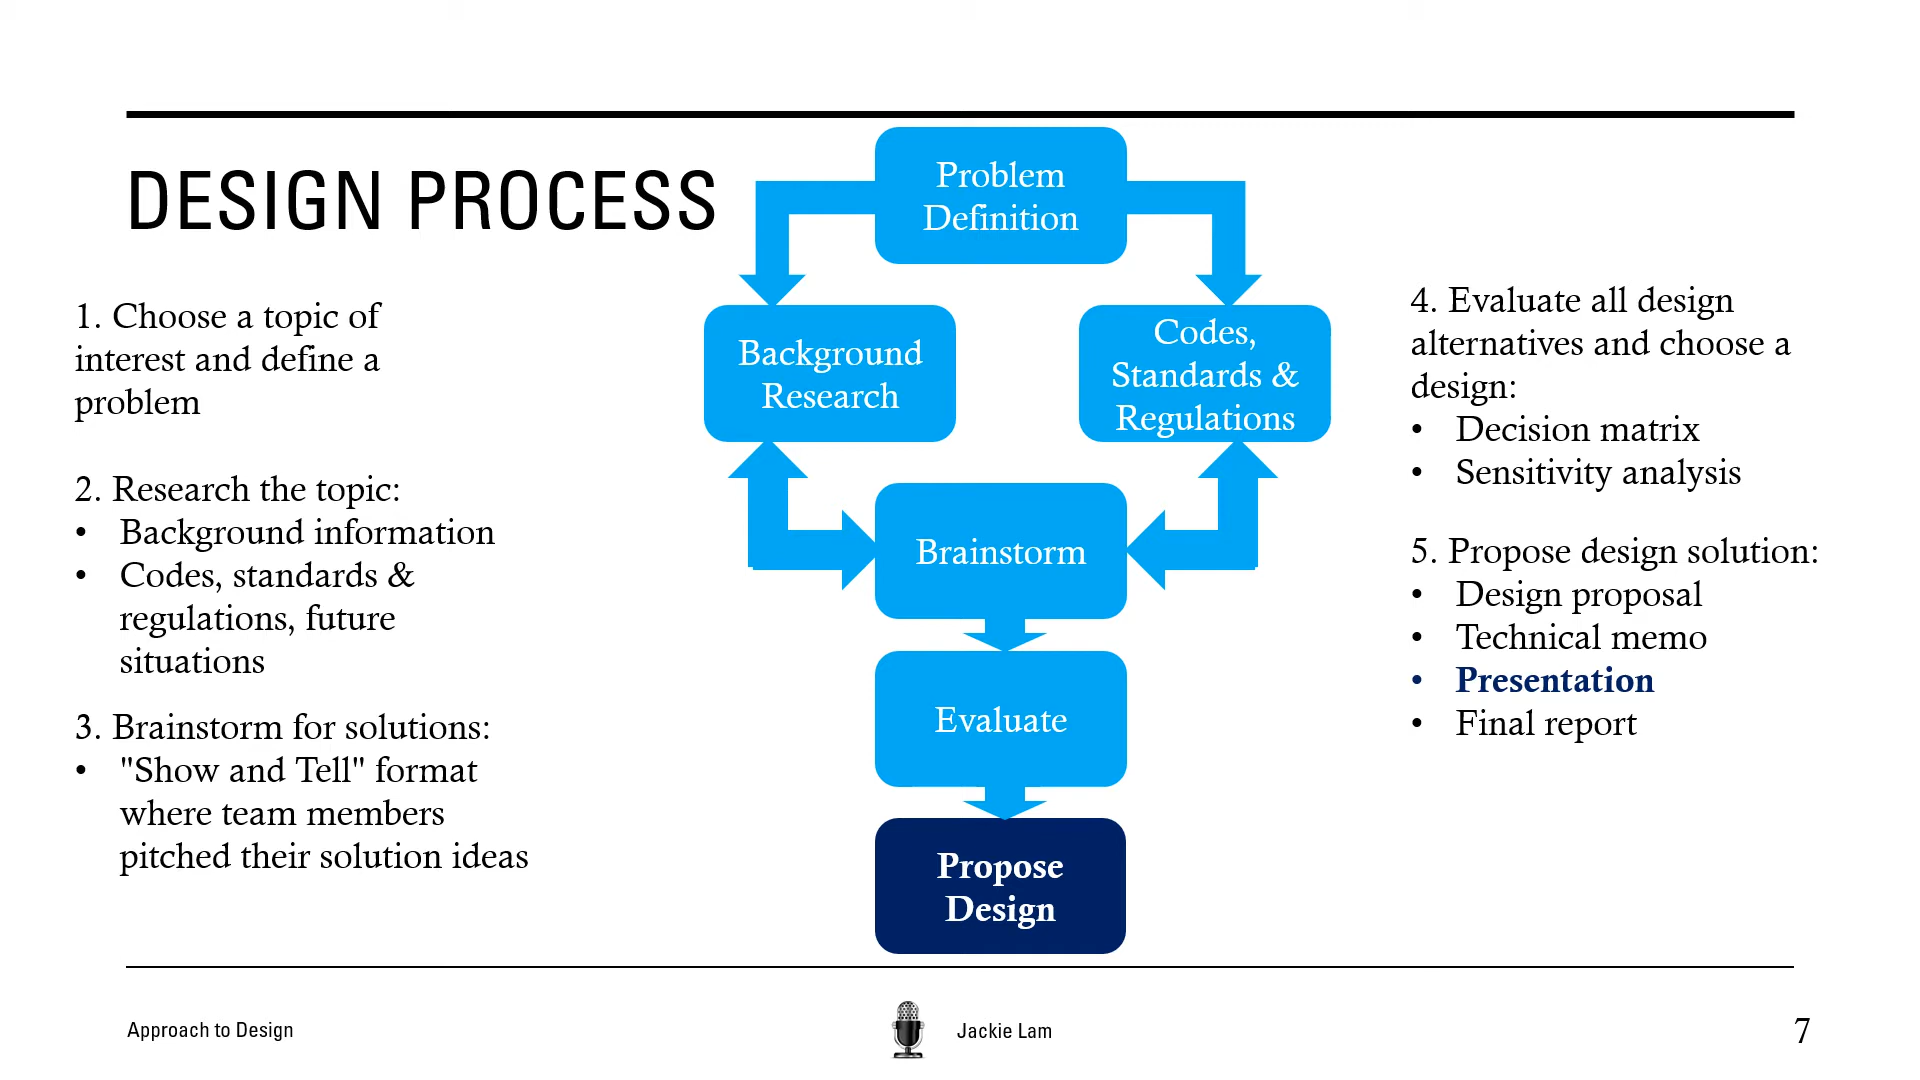 DESIGN PROCESS
1. Choose a topic of
interest and define a
problem
2. Research the topic:
• Background information
• Codes, standards &
regulations, future
situations
3. Brainstorm for solutions:
• "Show and Tell" format
where team members
pitched their solution ideas
Problem
Definition
Background
Research
Codes,
Standards &
Regulations
Brainstorm
Evaluate
Propose
Design
4. Evaluate all design
alternatives and choose a
design:
• Decision matrix
• Sensitivity analysis
5. Propose design solution:
• Design proposal
• Technical memo
• Presentation
• Final report
Approach to Design
Jackie Lam
7